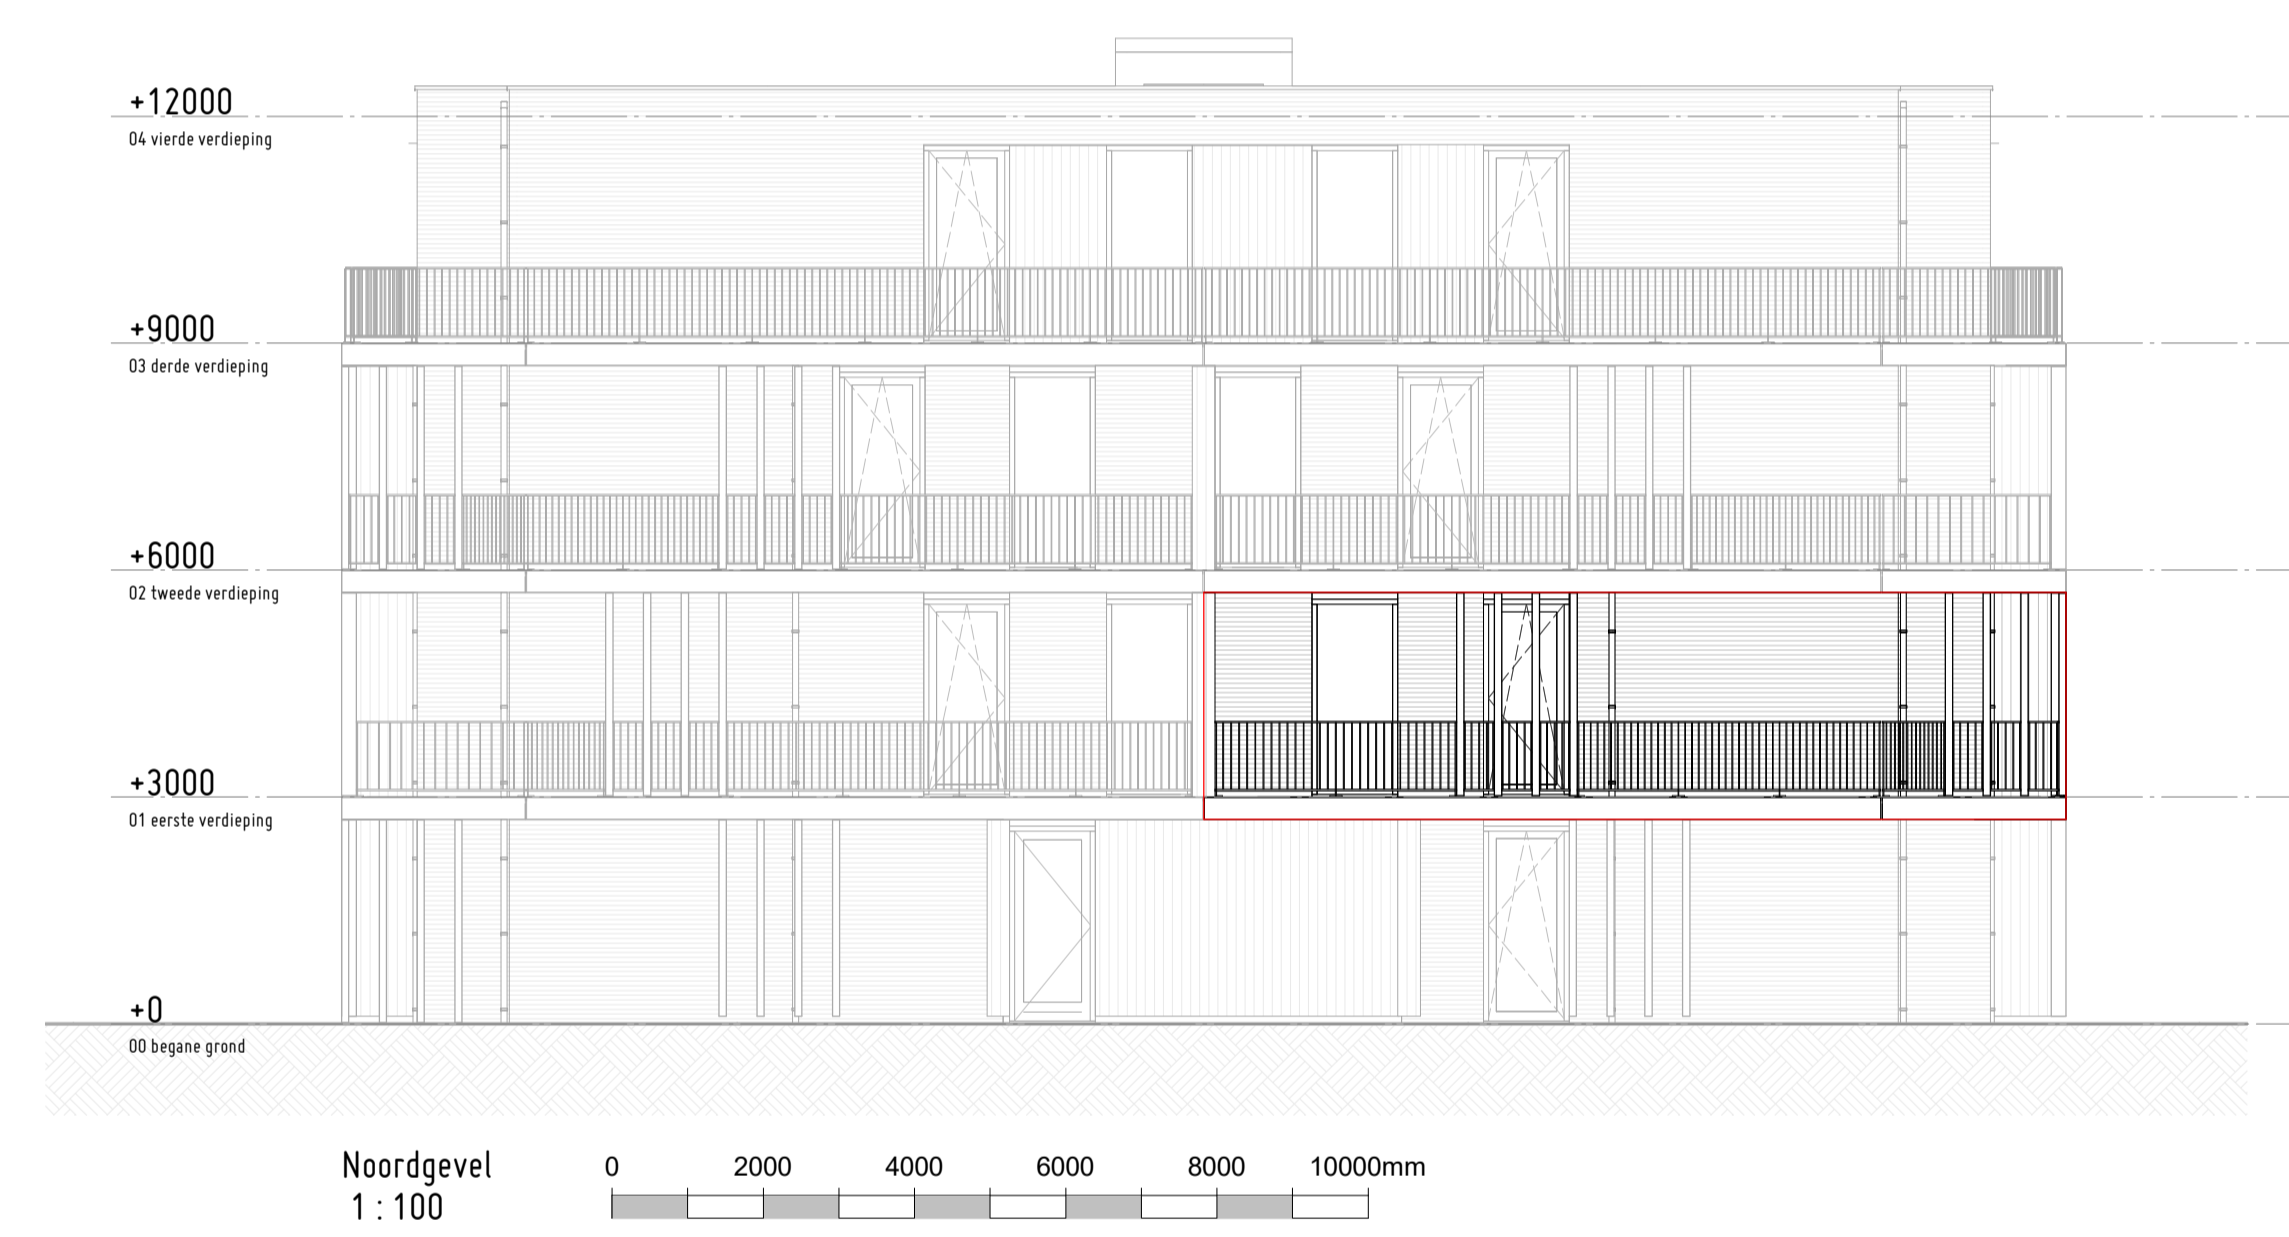 +12000
04 vierde verdieping
+9000
03 derde verdieping
+6000
02 tweede verdieping
+3000
01 eerste verdieping
+0
00 begane grond
Noordgevel
1 : 100
0 2000 4000 6000 8000 10000mm